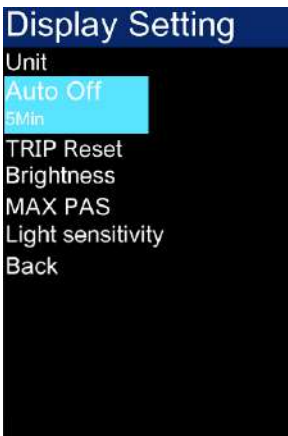 Display Setting
Unit
Auto Off
5Min
TRIP Reset
Brightness
MAX PAS
Light sensitivity
Back